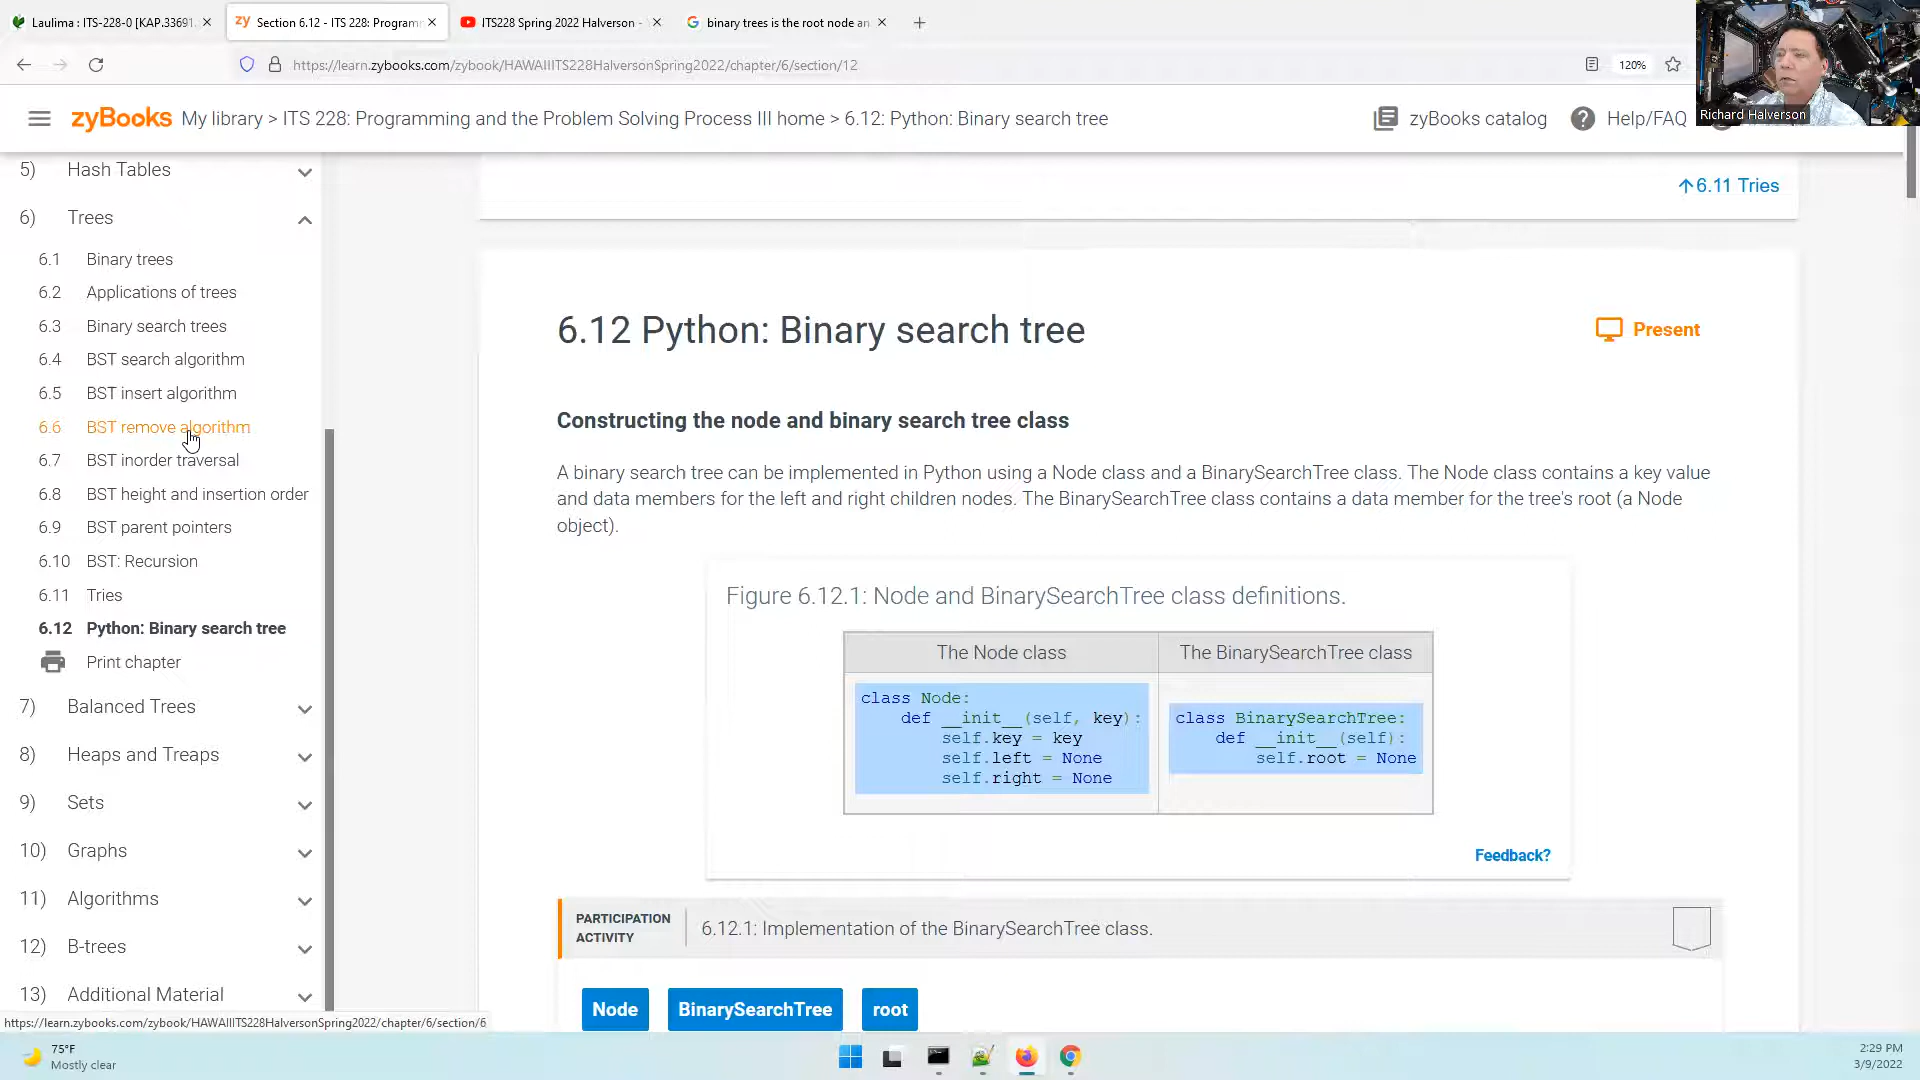 Laulima : ITS-228-0 [KAP.33691.
Section 6.12 - ITS 228: Programm
ITS228 Spring 2022 Halverson -
binary trees is the root node an
https://learn.zybooks.com/zybook/HAWAIIITS228HalversonSpring2022/chapter/6/section/12
120%
Richard Halverson
zyBooks
My library > ITS 228: Programming and the Problem Solving Process III home > 6.12: Python: Binary search tree
zyBooks catalog
Help/FAQ
5) Hash Tables
6) Trees
6.1 Binary trees
6.2 Applications of trees
6.3 Binary search trees
6.4 BST search algorithm
6.5 BST insert algorithm
6.6 BST remove algorithm
6.7 BST inorder traversal
6.8 BST height and insertion order
6.9 BST parent pointers
6.10 BST: Recursion
6.11 Tries
6.12 Python: Binary search tree
Print chapter
7) Balanced Trees
8) Heaps and Treaps
9) Sets
10) Graphs
11) Algorithms
12) B-trees
13) Additional Material
6.11 Tries
6.12 Python: Binary search tree
Present
Constructing the node and binary search tree class
A binary search tree can be implemented in Python using a Node class and a BinarySearchTree class. The Node class contains a key value
and data members for the left and right children nodes. The BinarySearchTree class contains a data member for the tree's root (a Node
object).
Figure 6.12.1: Node and BinarySearchTree class definitions.
The Node class
The BinarySearchTree class
class Node:
def __init__(self, key):
self.key = key
self.left = None
self.right = None
class BinarySearchTree:
def __init__(self):
self.root = None
Feedback?
PARTICIPATION
ACTIVITY
6.12.1: Implementation of the BinarySearchTree class.
Node
BinarySearchTree
root
https://learn.zybooks.com/zybook/HAWAIIITS228HalversonSpring2022/chapter/6/section/6
75°F
Mostly clear
2:29 PM
3/9/2022